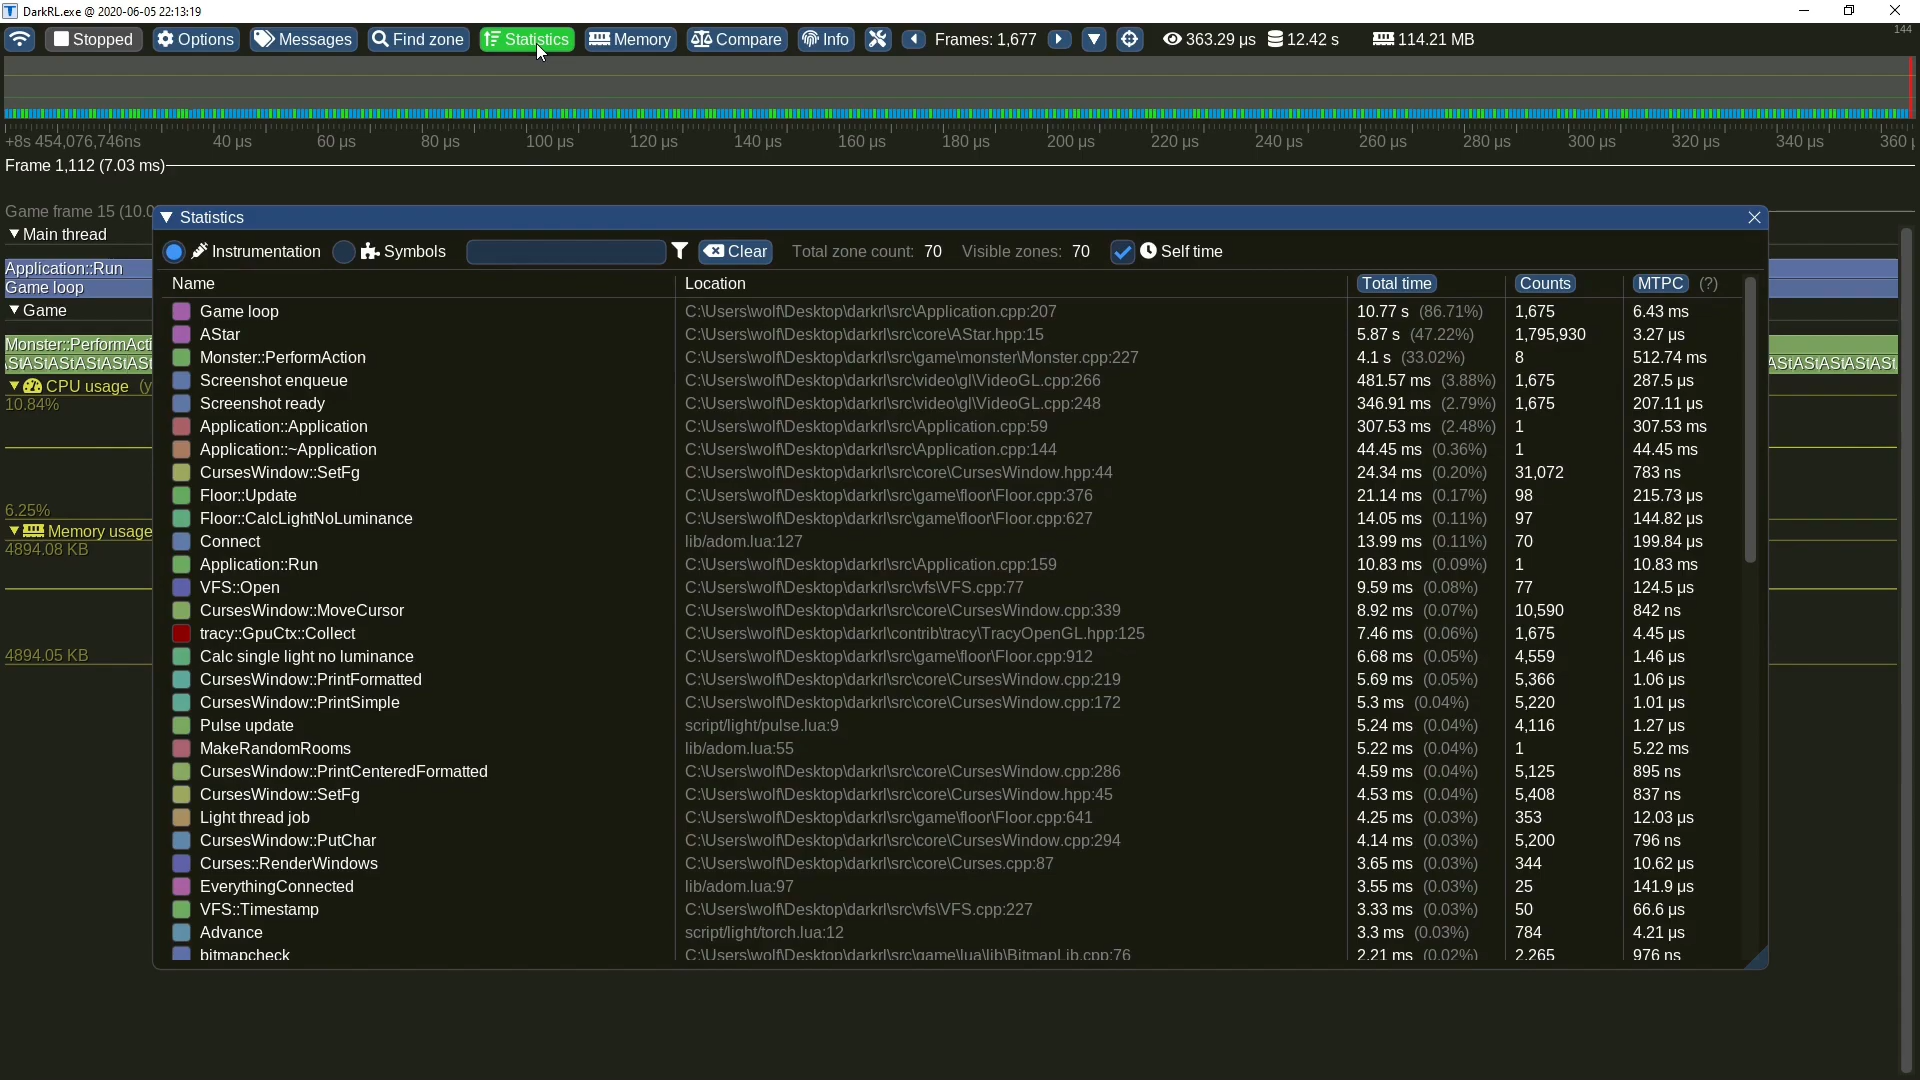 DarkRL.exe @ 2020-06-05 22:13:19
Stopped Options Messages Find zone Statistics Memory Compare Info Frames: 1,677 363.29 μs 12.42 s 114.21 MB 144
+8s 454,076,746ns 40 μs 60 μs 80 μs 100 μs 120 μs 140 μs 160 μs 180 μs 200 μs 220 μs 240 μs 260 μs 280 μs 300 μs 320 μs 340 μs 360 μ
Frame 1,112 (7.03 ms)
Game frame 15 (10.0
Main thread
Application::Run
Game loop
Game
Monster::PerformActi
\StAStAStAStAStASt AStAStAStAStASt
CPU usage (y
10.84%
6.25%
Memory usage
4894.08 KB
4894.05 KB
Statistics
Instrumentation Symbols Clear Total zone count: 70 Visible zones: 70 Self time
Name Location Total time Counts MTPC (?)
Game loop C:\Users\wolf\Desktop\darkrl\src\Application.cpp:207 10.77 s (86.71%) 1,675 6.43 ms
AStar C:\Users\wolf\Desktop\darkrl\src\core\AStar.hpp:15 5.87 s (47.22%) 1,795,930 3.27 μs
Monster::PerformAction C:\Users\wolf\Desktop\darkrl\src\game\monster\Monster.cpp:227 4.1 s (33.02%) 8 512.74 ms
Screenshot enqueue C:\Users\wolf\Desktop\darkrl\src\video\gl\VideoGL.cpp:266 481.57 ms (3.88%) 1,675 287.5 μs
Screenshot ready C:\Users\wolf\Desktop\darkrl\src\video\gl\VideoGL.cpp:248 346.91 ms (2.79%) 1,675 207.11 μs
Application::Application C:\Users\wolf\Desktop\darkrl\src\Application.cpp:59 307.53 ms (2.48%) 1 307.53 ms
Application::~Application C:\Users\wolf\Desktop\darkrl\src\Application.cpp:144 44.45 ms (0.36%) 1 44.45 ms
CursesWindow::SetFg C:\Users\wolf\Desktop\darkrl\src\core\CursesWindow.hpp:44 24.34 ms (0.20%) 31,072 783 ns
Floor::Update C:\Users\wolf\Desktop\darkrl\src\game\floor\Floor.cpp:376 21.14 ms (0.17%) 98 215.73 μs
Floor::CalcLightNoLuminance C:\Users\wolf\Desktop\darkrl\src\game\floor\Floor.cpp:627 14.05 ms (0.11%) 97 144.82 μs
Connect lib/adom.lua:127 13.99 ms (0.11%) 70 199.84 μs
Application::Run C:\Users\wolf\Desktop\darkrl\src\Application.cpp:159 10.83 ms (0.09%) 1 10.83 ms
VFS::Open C:\Users\wolf\Desktop\darkrl\src\vfs\VFS.cpp:77 9.59 ms (0.08%) 77 124.5 μs
CursesWindow::MoveCursor C:\Users\wolf\Desktop\darkrl\src\core\CursesWindow.cpp:339 8.92 ms (0.07%) 10,590 842 ns
tracy::GpuCtx::Collect C:\Users\wolf\Desktop\darkrl\contrib\tracy\TracyOpenGL.hpp:125 7.46 ms (0.06%) 1,675 4.45 μs
Calc single light no luminance C:\Users\wolf\Desktop\darkrl\src\game\floor\Floor.cpp:912 6.68 ms (0.05%) 4,559 1.46 μs
CursesWindow::PrintFormatted C:\Users\wolf\Desktop\darkrl\src\core\CursesWindow.cpp:219 5.69 ms (0.05%) 5,366 1.06 μs
CursesWindow::PrintSimple C:\Users\wolf\Desktop\darkrl\src\core\CursesWindow.cpp:172 5.3 ms (0.04%) 5,220 1.01 μs
Pulse update script/light/pulse.lua:9 5.24 ms (0.04%) 4,116 1.27 μs
MakeRandomRooms lib/adom.lua:55 5.22 ms (0.04%) 1 5.22 ms
CursesWindow::PrintCenteredFormatted C:\Users\wolf\Desktop\darkrl\src\core\CursesWindow.cpp:286 4.59 ms (0.04%) 5,125 895 ns
CursesWindow::SetFg C:\Users\wolf\Desktop\darkrl\src\core\CursesWindow.hpp:45 4.53 ms (0.04%) 5,408 837 ns
Light thread job C:\Users\wolf\Desktop\darkrl\src\game\floor\Floor.cpp:641 4.25 ms (0.03%) 353 12.03 μs
CursesWindow::PutChar C:\Users\wolf\Desktop\darkrl\src\core\CursesWindow.cpp:294 4.14 ms (0.03%) 5,200 796 ns
Curses::RenderWindows C:\Users\wolf\Desktop\darkrl\src\core\Curses.cpp:87 3.65 ms (0.03%) 344 10.62 μs
EverythingConnected lib/adom.lua:97 3.55 ms (0.03%) 25 141.9 μs
VFS::Timestamp C:\Users\wolf\Desktop\darkrl\src\vfs\VFS.cpp:227 3.33 ms (0.03%) 50 66.6 μs
Advance script/light/torch.lua:12 3.3 ms (0.03%) 784 4.21 μs
bitmapcheck C:\Users\wolf\Desktop\darkrl\src\game\lua\lib\BitmapLib.cpp:76 2.21 ms (0.02%) 2,265 976 ns